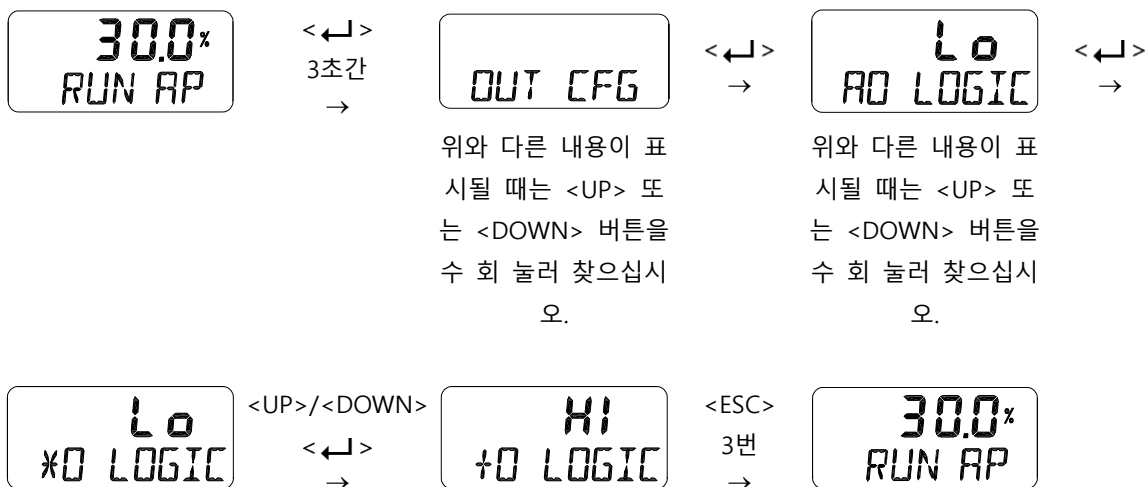 30.0%
RUN AP
< ↵ >
3초간
→
OUT CFG
< ↵ >
→
Lo
AO LOGIC
< ↵ >
→
위와 다른 내용이 표
시될 때는 <UP> 또
는 <DOWN> 버튼을
수 회 눌러 찾으십시
오.
위와 다른 내용이 표
시될 때는 <UP> 또
는 <DOWN> 버튼을
수 회 눌러 찾으십시
오.
Lo
*O LOGIC
<UP>/<DOWN>
< ↵ >
→
HI
+O LOGIC
<ESC>
3번
→
30.0%
RUN AP